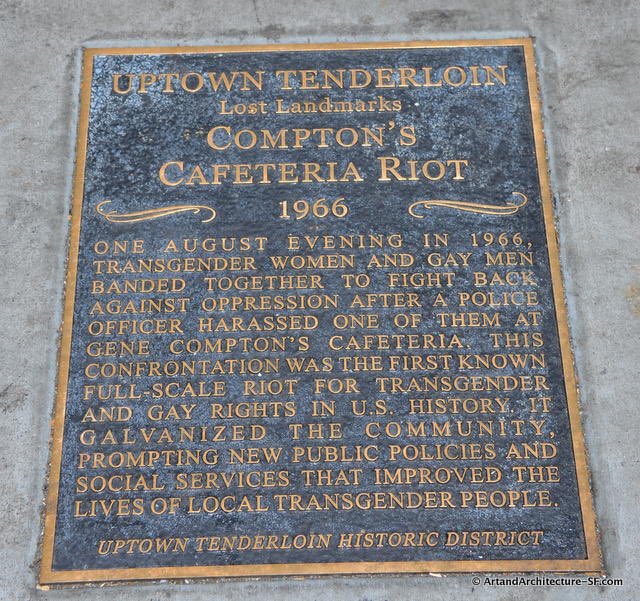 UPTOWN TENDERLOIN
LOST LANDMARKS
COMPTON'S
CAFETERIA RIOT
1966
ONE AUGUST EVENING IN 1966,
TRANSGENDER WOMEN AND GAY MEN
BANDED TOGETHER TO FIGHT BACK
AGAINST OPPRESSION AFTER A POLICE
OFFICER HARASSED ONE OF THEM AT
GENE COMPTON'S CAFETERIA. THIS
CONFRONTATION WAS THE FIRST KNOWN
FULL-SCALE RIOT FOR TRANSGENDER
AND GAY RIGHTS IN U.S. HISTORY. IT
GALVANIZED THE COMMUNITY,
PROMPTING NEW PUBLIC POLICIES AND
SOCIAL SERVICES THAT IMPROVED THE
LIVES OF LOCAL TRANSGENDER PEOPLE.
UPTOWN TENDERLOIN HISTORIC DISTRICT
© ArtandArchitecture-SF.com